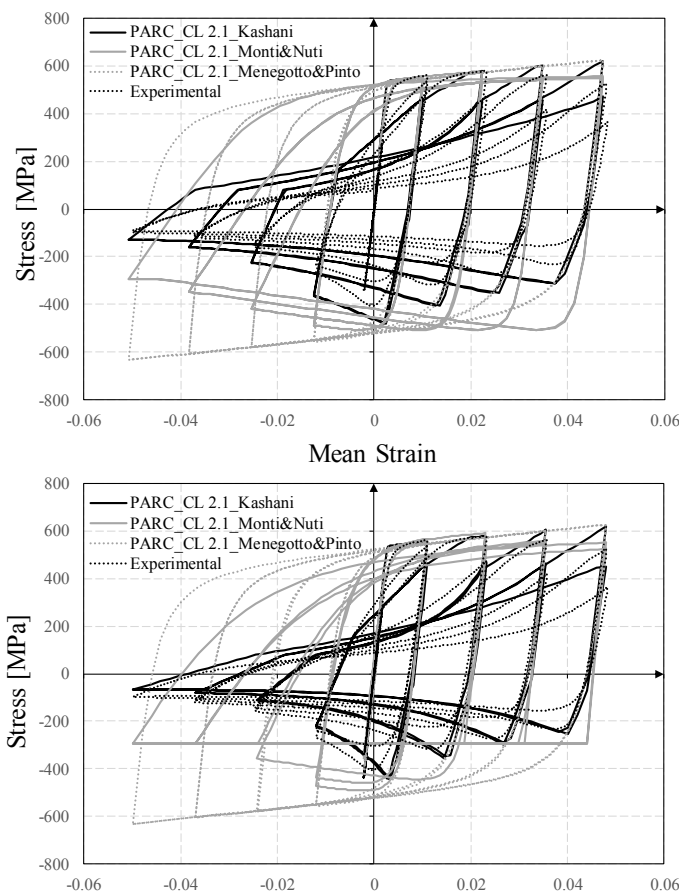 800
600
400
200
0
-200
-400
-600
-800
Stress [MPa]
PARC_CL 2.1_Kashani
PARC_CL 2.1_Monti&Nuti
PARC_CL 2.1_Menegotto&Pinto
Experimental
-0.06 -0.04 -0.02 0 0.02 0.04 0.06
Mean Strain
800
600
400
200
0
-200
-400
-600
-800
Stress [MPa]
PARC_CL 2.1_Kashani
PARC_CL 2.1_Monti&Nuti
PARC_CL 2.1_Menegotto&Pinto
Experimental
-0.06 -0.04 -0.02 0 0.02 0.04 0.06